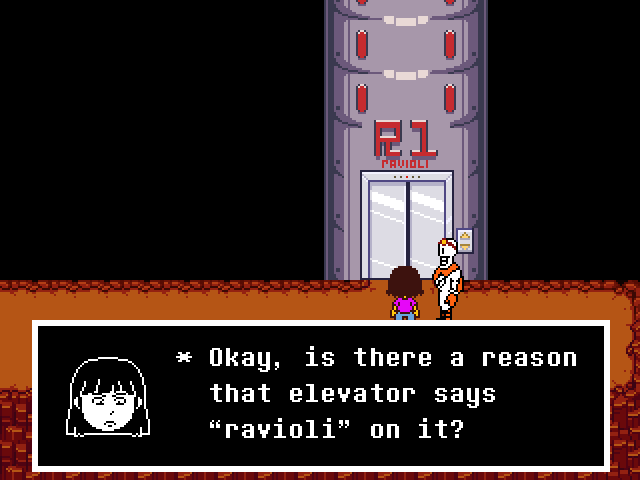 R1
RAVIOLI
* Okay, is there a reason
that elevator says
“ravioli” on it?